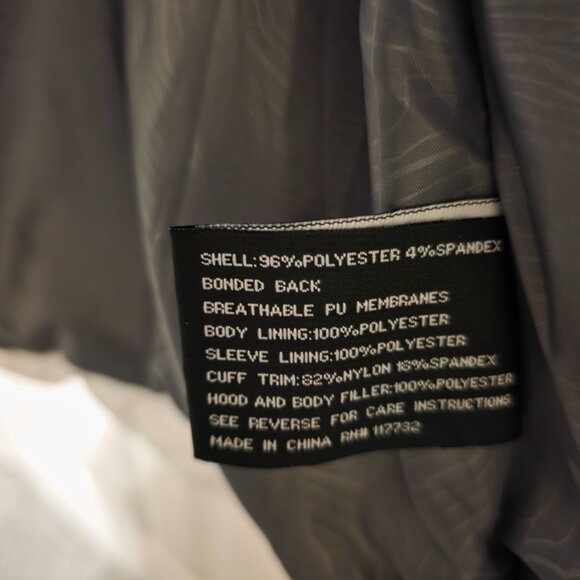 SHELL:96%POLYESTER 4%SPANDEX
BONDED BACK
BREATHABLE PU MEMBRANES
BODY LINING:100%POLYESTER
SLEEVE LINING:100%POLYESTER
CUFF TRIM:82%NYLON 18%SPANDEX
HOOD AND BODY FILLER:100%POLYESTER
SEE REVERSE FOR CARE INSTRUCTIONS
MADE IN CHINA RN# 117732